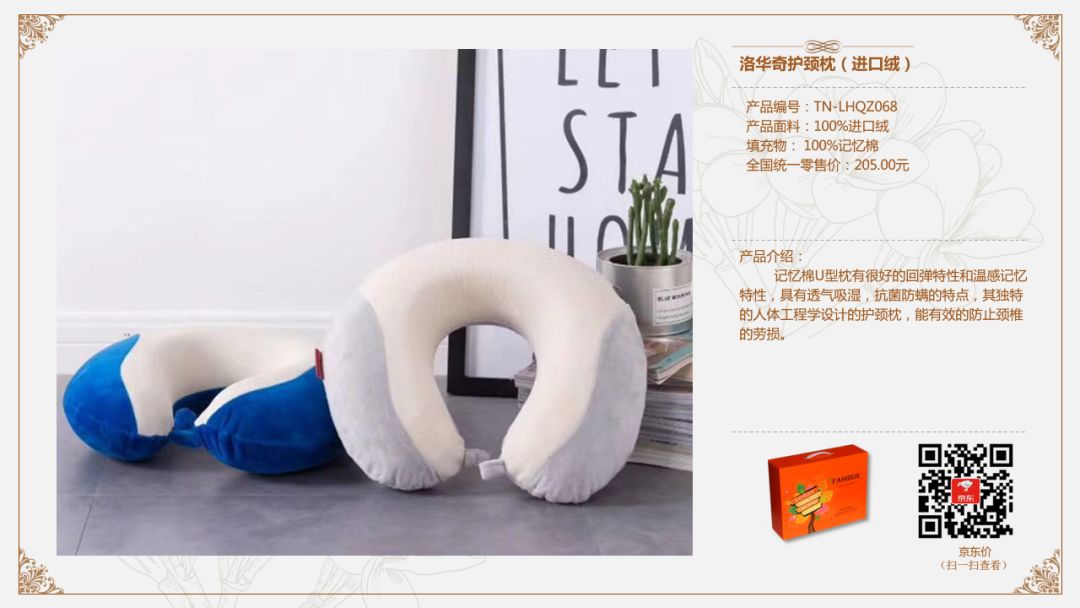 LET
STA
HOM
BLUE MOUNTAIN
洛华奇护颈枕（进口绒）
产品编号：TN-LHQZ068
产品面料：100%进口绒
填充物： 100%记忆棉
全国统一零售价：205.00元
产品介绍：
记忆棉U型枕有很好的回弹特性和温感记忆
特性，具有透气吸湿，抗菌防螨的特点，其独特
的人体工程学设计的护颈枕，能有效的防止颈椎
的劳损。
FASHION
京东
京东价
（扫一扫查看）